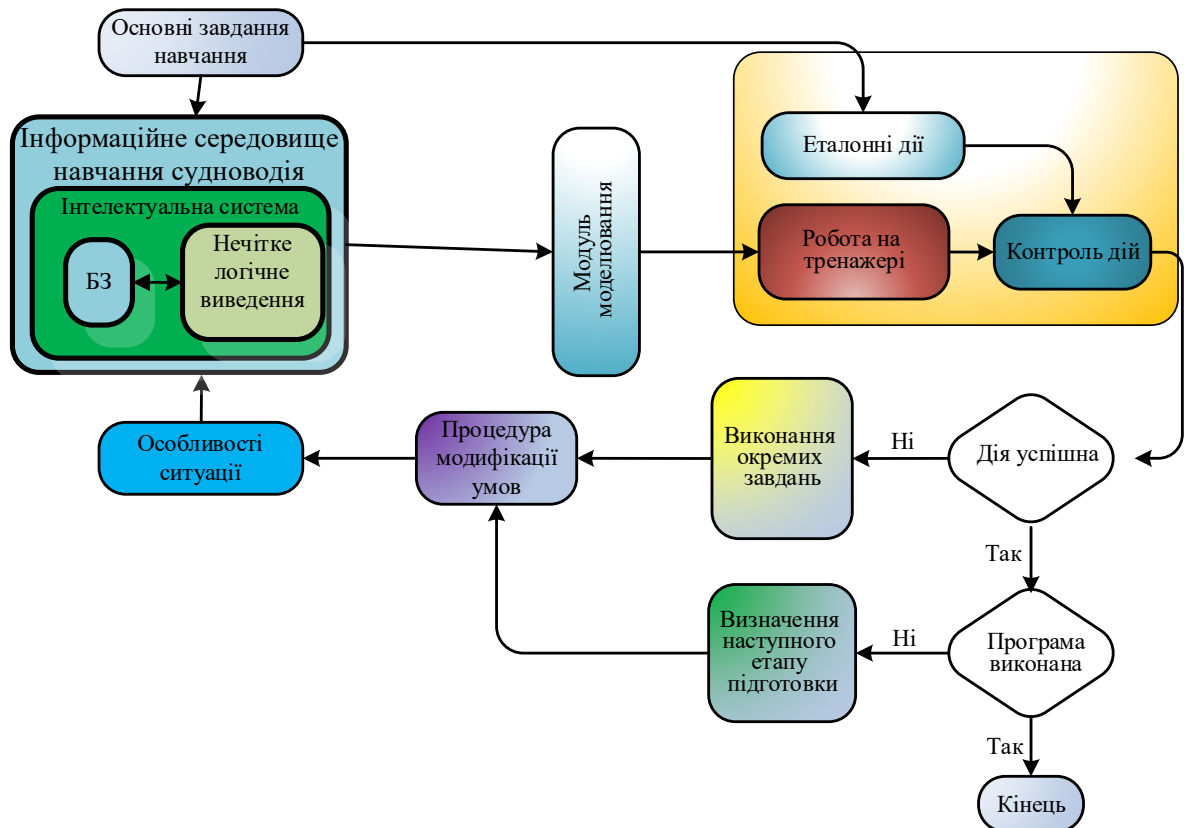 Основні завдання
навчання
Інформаційне середовище
навчання судноводія
Інтелектуальна система
БЗ
Нечітке
логічне
виведення
Модуль
моделювання
Еталонні дії
Робота на
тренажері
Контроль дій
Особливості
ситуації
Процедура
модифікації
умов
Виконання
окремих
завдань
Ні
Дія успішна
Так
Визначення
наступного
етапу
підготовки
Ні
Програма
виконана
Так
Кінець